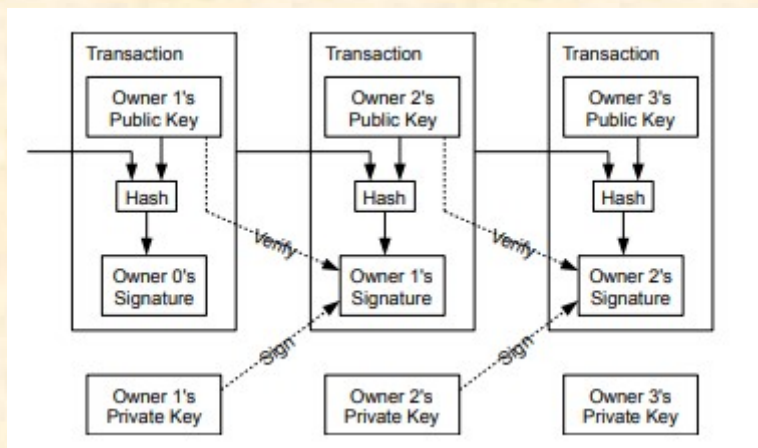 Transaction
Owner 1's
Public Key
Hash
Owner 0's
Signature
Transaction
Owner 2's
Public Key
Hash
Verify
Owner 1's
Signature
Transaction
Owner 3's
Public Key
Hash
Verify
Owner 2's
Signature
Sign
Sign
Owner 1's
Private Key
Owner 2's
Private Key
Owner 3's
Private Key